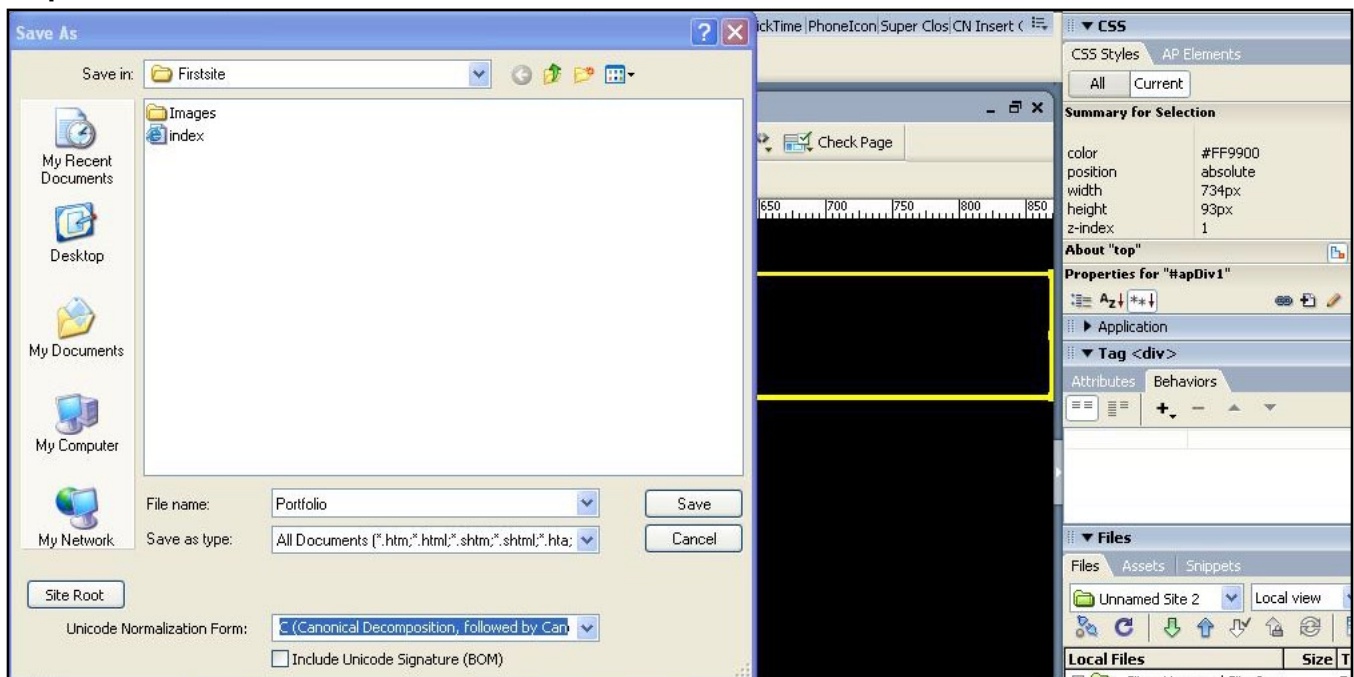 Save As
Save in: Firstsite
Images
index
My Recent
Documents
Desktop
My Documents
My Computer
My Network
File name: Portfolio Save
Save as type: All Documents (*.htm;*.html;*.shtm;*.shtml;*.hta; Cancel
Site Root
Unicode Normalization Form: C (Canonical Decomposition, followed by Can
Include Unicode Signature (BOM)
ickTime PhoneIcon Super Clos CN Insert (
Check Page
650 700 750 800 850
CSS
CSS Styles AP Elements
All Current
Summary for Selection
color #FF9900
position absolute
width 734px
height 93px
z-index 1
About "top"
Properties for "#apDiv1"
Application
Tag <div>
Attributes Behaviors
Files
Files Assets Snippets
Unnamed Site 2 Local view
Local Files Size T